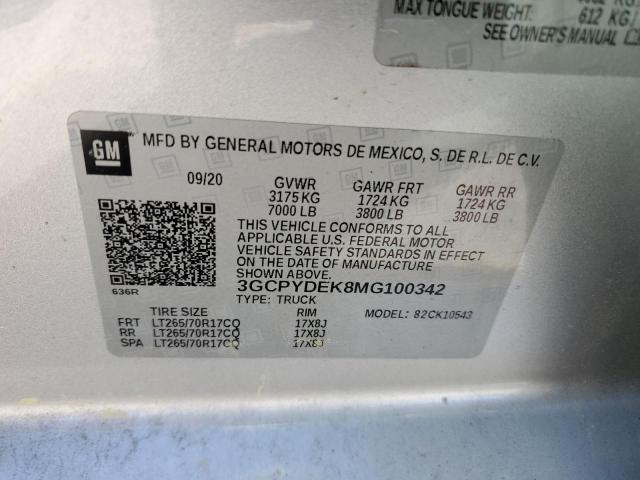 MAX TONGUE WEIGHT: 612 KG/
SEE OWNER'S MANUAL
GM
MFD BY GENERAL MOTORS DE MEXICO, S. DE R.L. DE C.V.
09/20 GVWR GAWR FRT GAWR RR
3175 KG 1724 KG 1724 KG
7000 LB 3800 LB 3800 LB
THIS VEHICLE CONFORMS TO ALL
APPLICABLE U.S. FEDERAL MOTOR
VEHICLE SAFETY STANDARDS IN EFFECT
ON THE DATE OF MANUFACTURE
SHOWN ABOVE.
3GCPYDEK8MG100342
636R
TYPE: TRUCK MODEL: 82CK10543
TIRE SIZE RIM
FRT LT265/70R17CQ 17X8J
RR LT265/70R17CQ 17X8J
SPA LT265/70R17CQ 17X8J